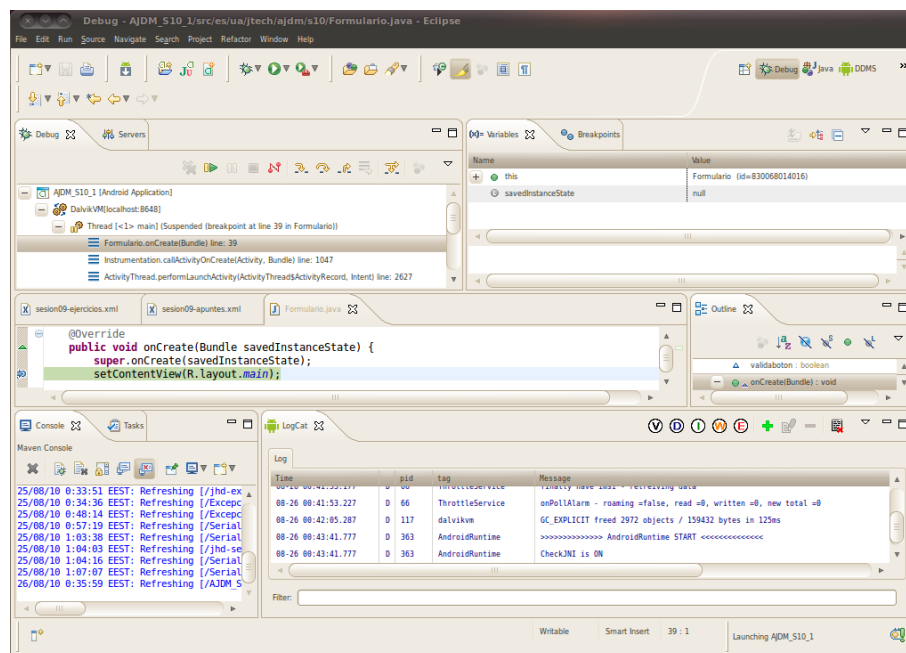 Debug - AJDM_S10_1/src/es/ua/jtech/ajdm/s10/Formulario.java - Eclipse
File Edit Run Source Navigate Search Project Refactor Window Help
Debug Java DDMS »
Debug Servers
AJDM_S10_1 [Android Application]
DalvikVM[localhost:8648]
Thread [<1> main] (Suspended (breakpoint at line 39 in Formulario))
Formulario.onCreate(Bundle) line: 39
Instrumentation.callActivityOnCreate(Activity, Bundle) line: 1047
ActivityThread.performLaunchActivity(ActivityThread$ActivityRecord, Intent) line: 2627
(x)= Variables Breakpoints
Name Value
this Formulario (id=830068014016)
savedInstanceState null
sesion09-ejercicios.xml sesion09-apuntes.xml Formulario.java
@Override
public void onCreate(Bundle savedInstanceState) {
super.onCreate(savedInstanceState);
setContentView(R.layout.main);
Outline
validaboton : boolean
onCreate(Bundle) : void
Console Tasks
Maven Console
25/08/10 0:33:51 EEST: Refreshing [/jhd-ex
25/08/10 0:34:36 EEST: Refreshing [/Excepc
25/08/10 0:48:14 EEST: Refreshing [/Excepc
25/08/10 0:57:19 EEST: Refreshing [/Serial
25/08/10 1:03:38 EEST: Refreshing [/Serial
25/08/10 1:04:03 EEST: Refreshing [/jhd-se
25/08/10 1:04:16 EEST: Refreshing [/Serial
25/08/10 1:07:07 EEST: Refreshing [/Serial
26/08/10 0:35:59 EEST: Refreshing [/AJDM_S
LogCat V D I W E
Log
Time pid tag Message
08-26 00:41:53.227 D 66 ThrottleService onPollAlarm - roaming =false, read =0, written =0, new total =0
08-26 00:42:05.287 D 117 dalvikvm GC_EXPLICIT freed 2972 objects / 159432 bytes in 125ms
08-26 00:43:41.777 D 363 AndroidRuntime >>>>>>>>>>>>>> AndroidRuntime START <<<<<<<<<<<<<<
08-26 00:43:41.777 D 363 AndroidRuntime CheckJNI is ON
Filter:
Writable Smart Insert 39 : 1 Launching AJDM_S10_1